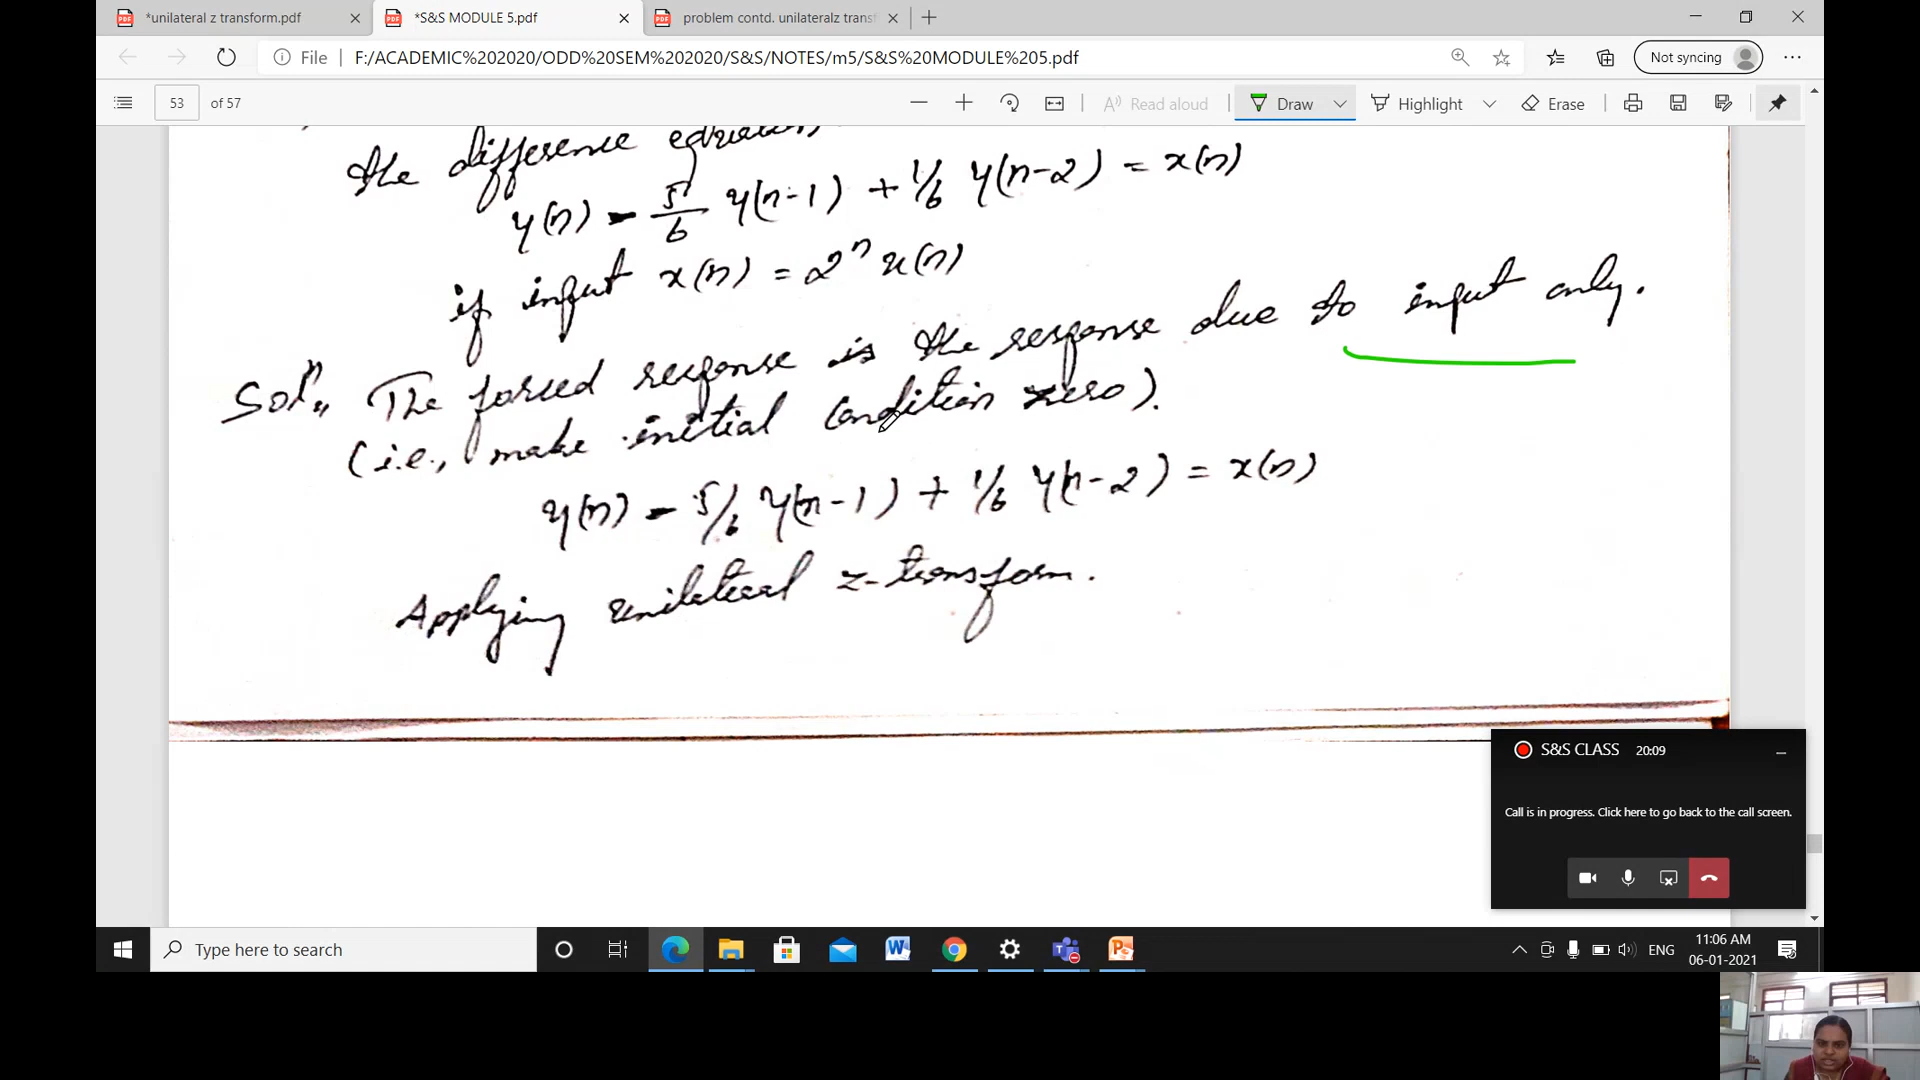 *unilateral z transform.pdf
*S&S MODULE 5.pdf
problem contd. unilateralz transf
File F:/ACADEMIC%202020/ODD%20SEM%202020/S&S/NOTES/m5/S&S%20MODULE%205.pdf
Not syncing
53 of 57
Read aloud
Draw
Highlight
Erase
the difference equation
y(n) - 5/6 y(n-1) + 1/6 y(n-2) = x(n)
if input x(n) = 2^n u(n)
Sol^n,, The forced response is the response due to input only.
(i.e., make initial condition zero).
y(n) - 5/6 y(n-1) + 1/6 y(n-2) = x(n)
Applying unilateral z-transform.
S&S CLASS 20:09
Call is in progress. Click here to go back to the call screen.
Type here to search
ENG
11:06 AM
06-01-2021